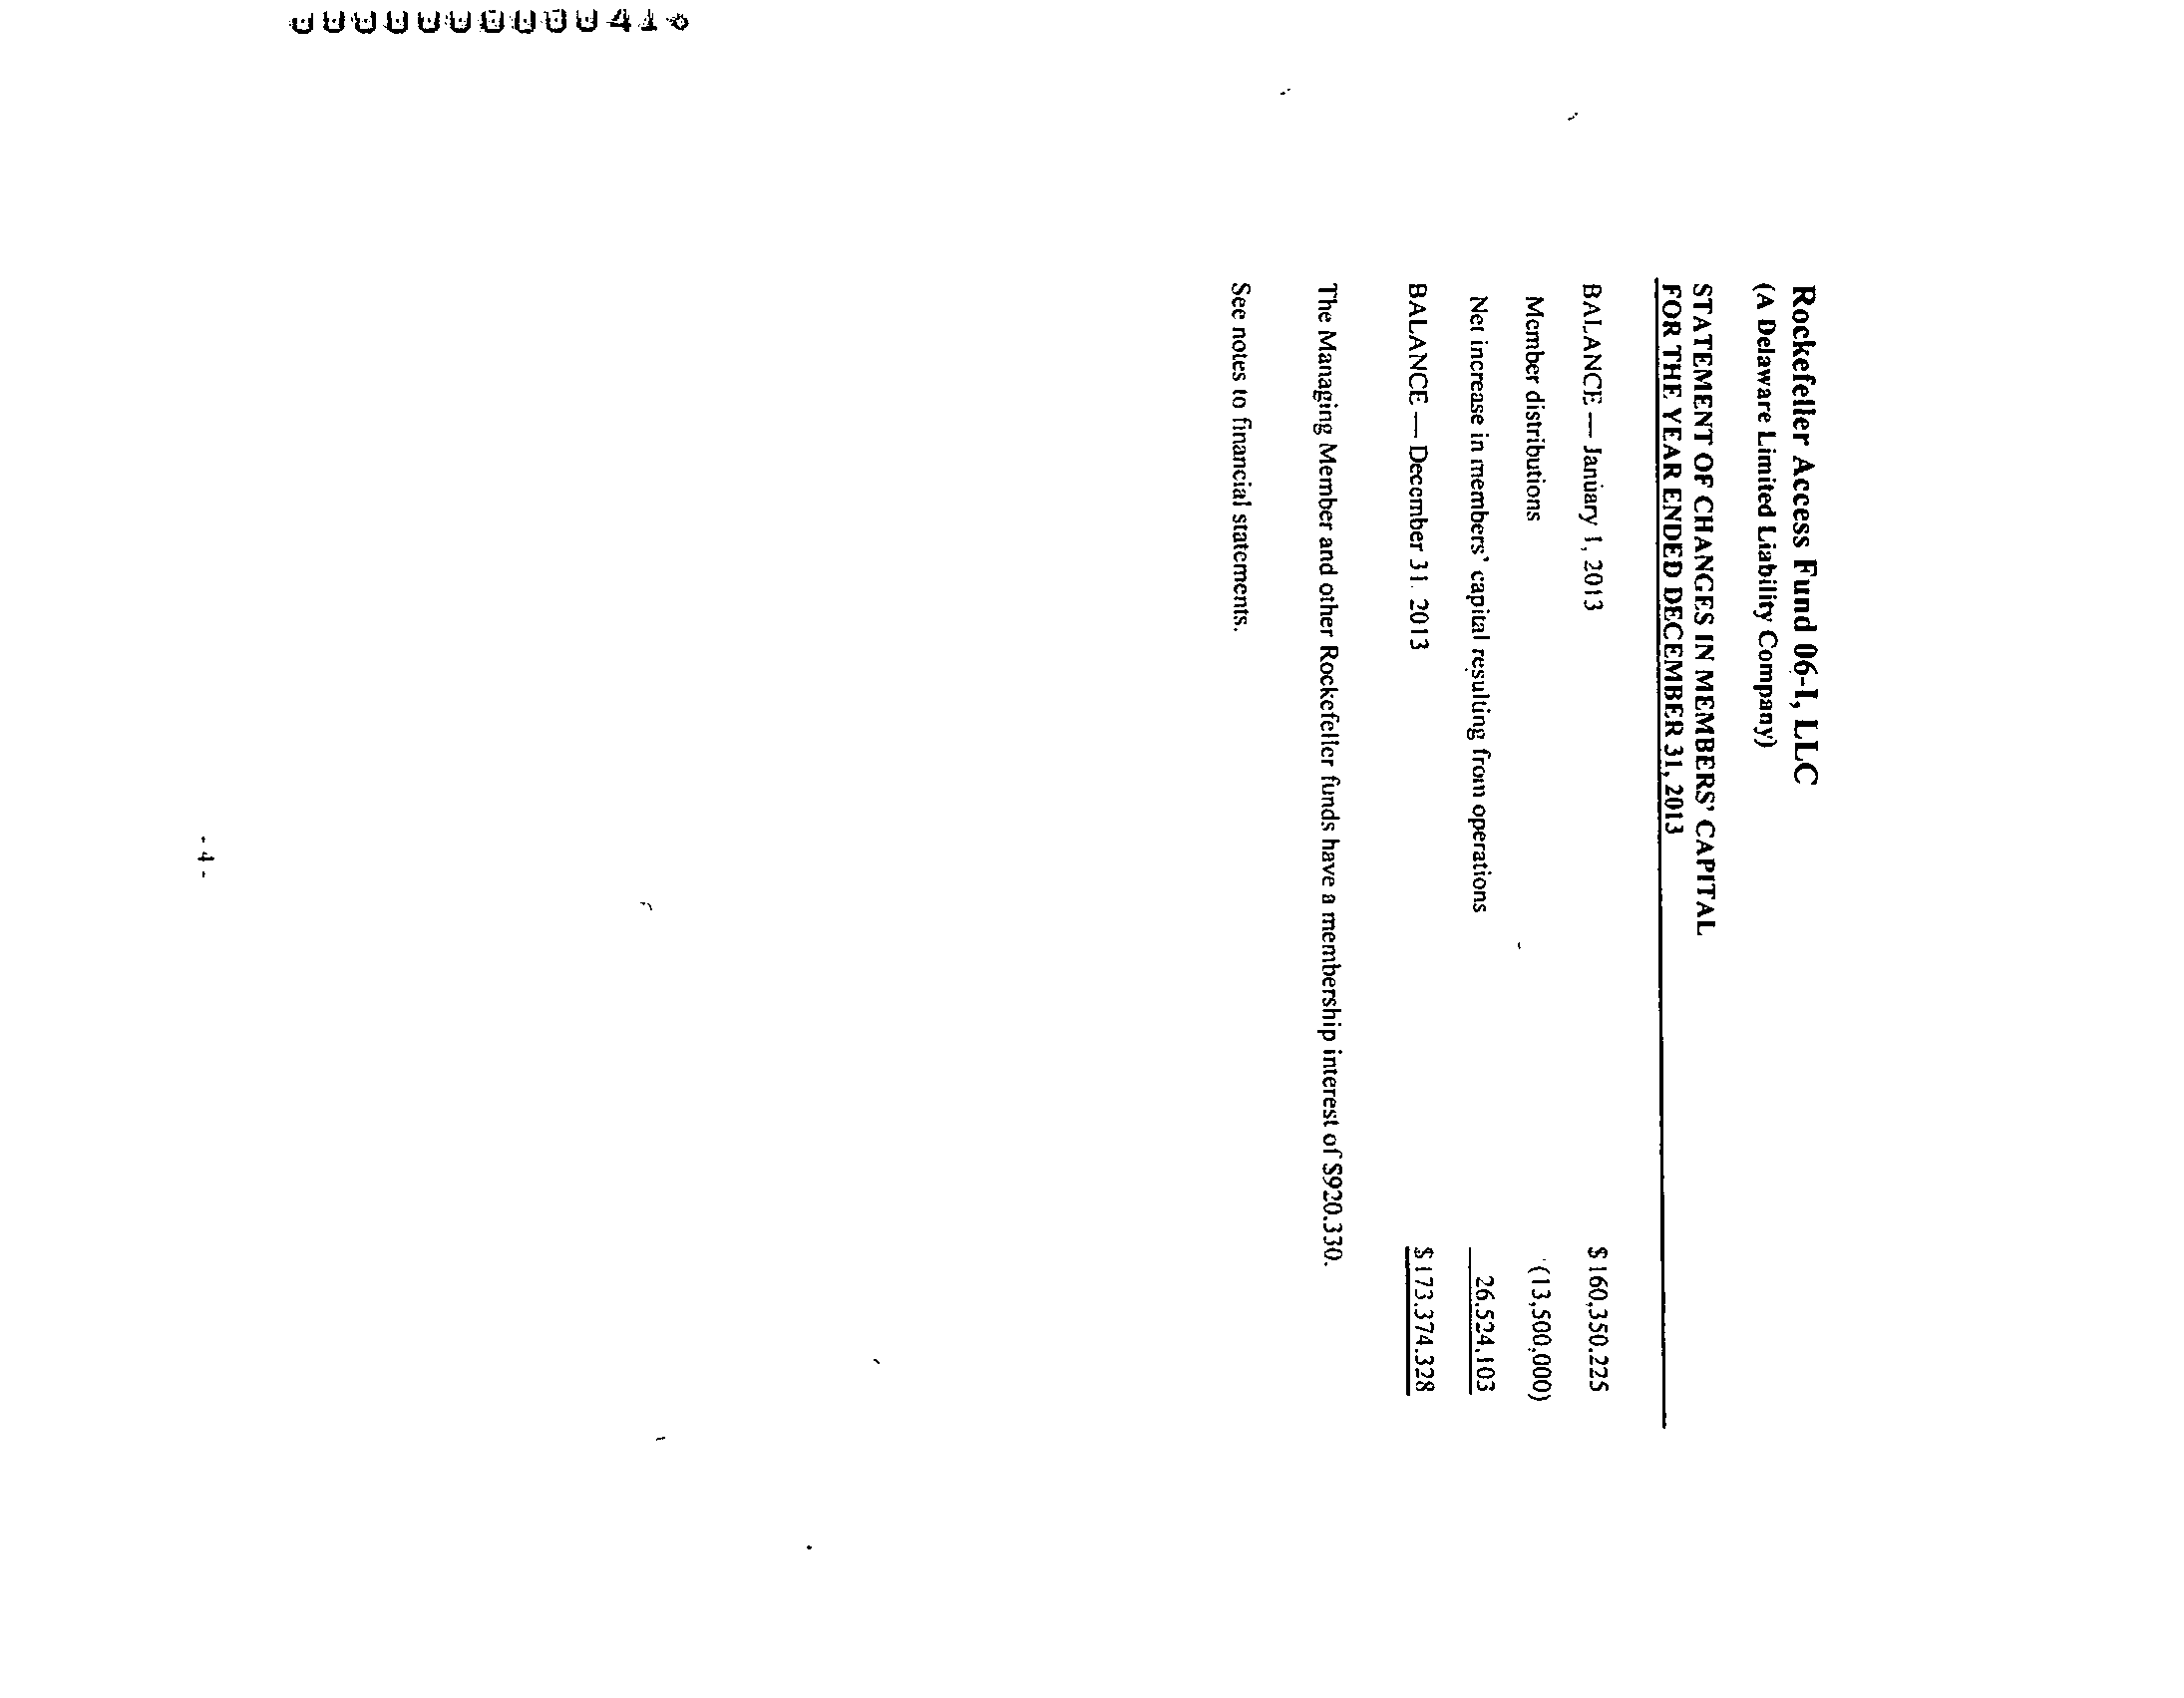 Rockefeller Access Fund 06-I, LLC
(A Delaware Limited Liability Company)
STATEMENT OF CHANGES IN MEMBERS' CAPITAL
FOR THE YEAR ENDED DECEMBER 31, 2013
BALANCE — January 1, 2013 $160,350,225
Member distributions (13,500,000)
Net increase in members' capital resulting from operations 26,524,103
BALANCE — December 31, 2013 $173,374,328
The Managing Member and other Rockefeller funds have a membership interest of $920,330.
See notes to financial statements.
- 4 -